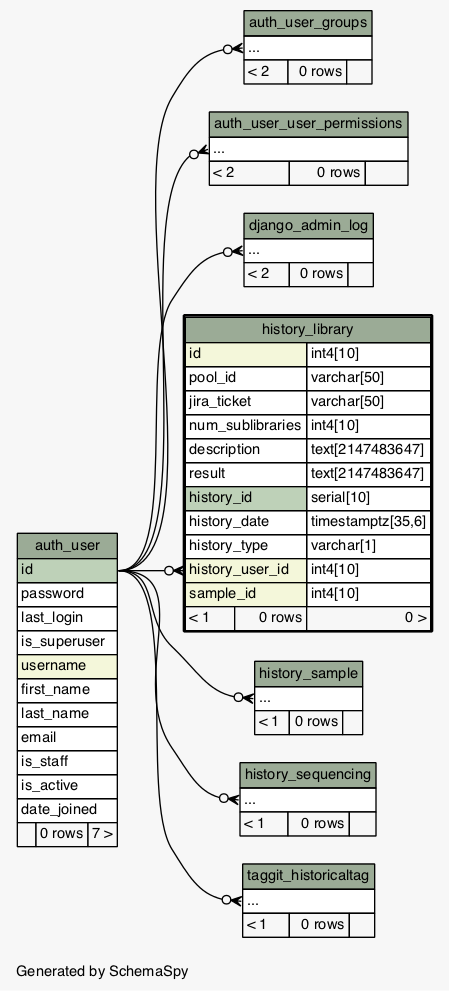 auth_user_groups
...
< 2 0 rows
auth_user_user_permissions
...
< 2 0 rows
django_admin_log
...
< 2 0 rows
history_library
id int4[10]
pool_id varchar[50]
jira_ticket varchar[50]
num_sublibraries int4[10]
description text[2147483647]
result text[2147483647]
history_id serial[10]
history_date timestamptz[35,6]
history_type varchar[1]
history_user_id int4[10]
sample_id int4[10]
< 1 0 rows 0 >
auth_user
id
password
last_login
is_superuser
username
first_name
last_name
email
is_staff
is_active
date_joined
0 rows 7 >
history_sample
...
< 1 0 rows
history_sequencing
...
< 1 0 rows
taggit_historicaltag
...
< 1 0 rows
Generated by SchemaSpy